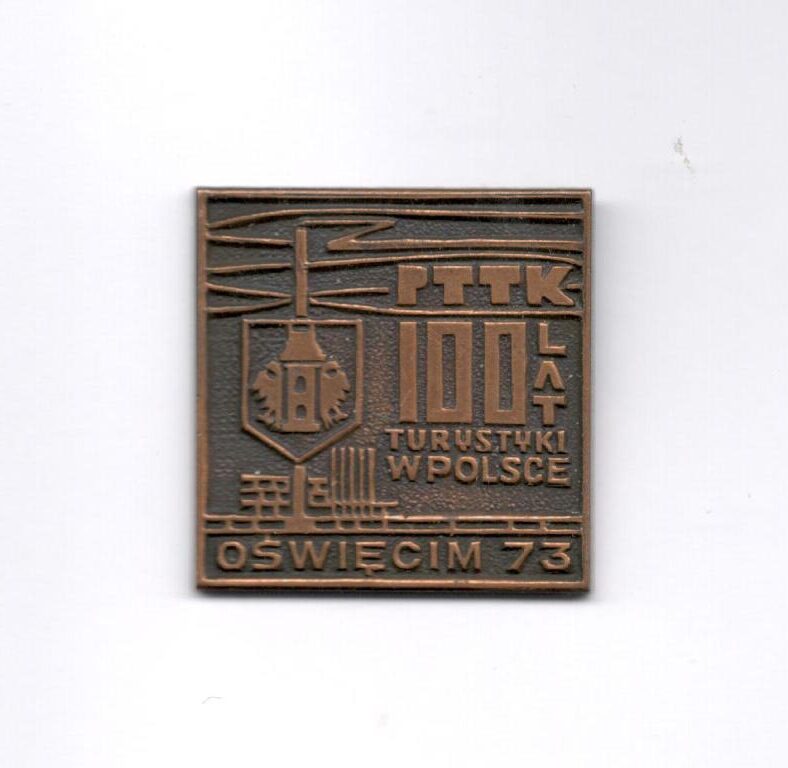 PTTK
100 LAT
TURYSTYKI
W POLSCE
OŚWIĘCIM 73